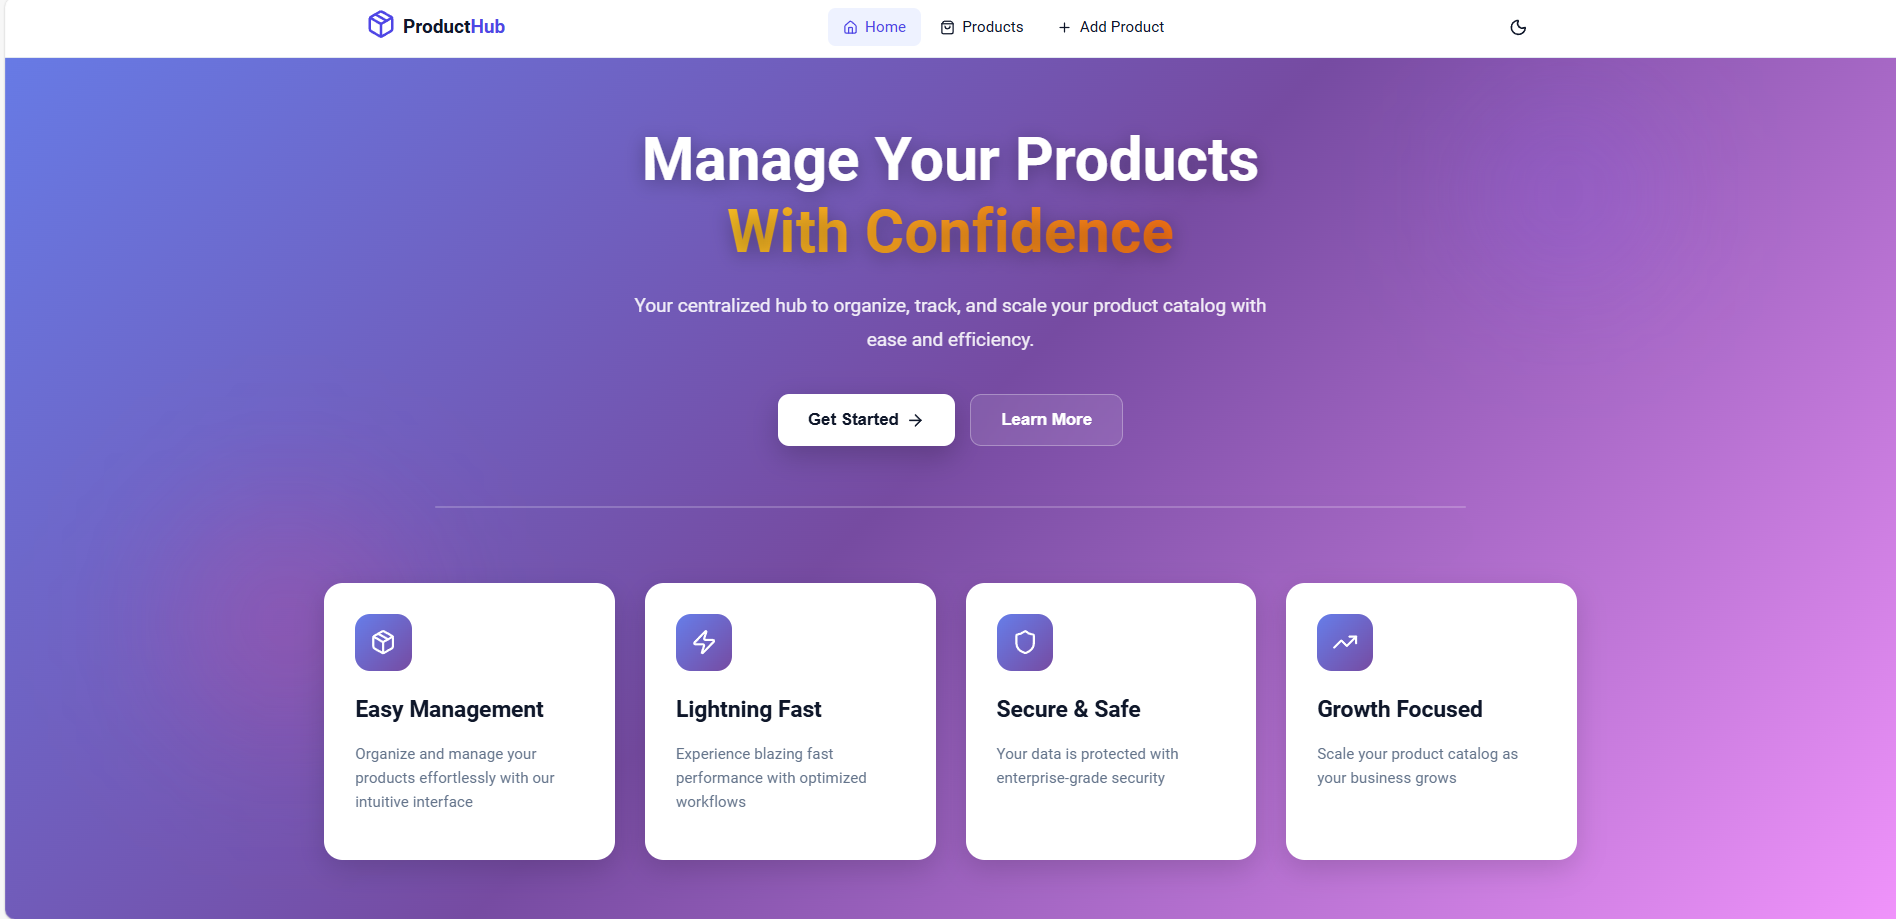 ProductHub
Home
Products
Add Product
Manage Your Products
With Confidence
Your centralized hub to organize, track, and scale your product catalog with
ease and efficiency.
Get Started
Learn More
Easy Management
Organize and manage your
products effortlessly with our
intuitive interface
Lightning Fast
Experience blazing fast
performance with optimized
workflows
Secure & Safe
Your data is protected with
enterprise-grade security
Growth Focused
Scale your product catalog as
your business grows